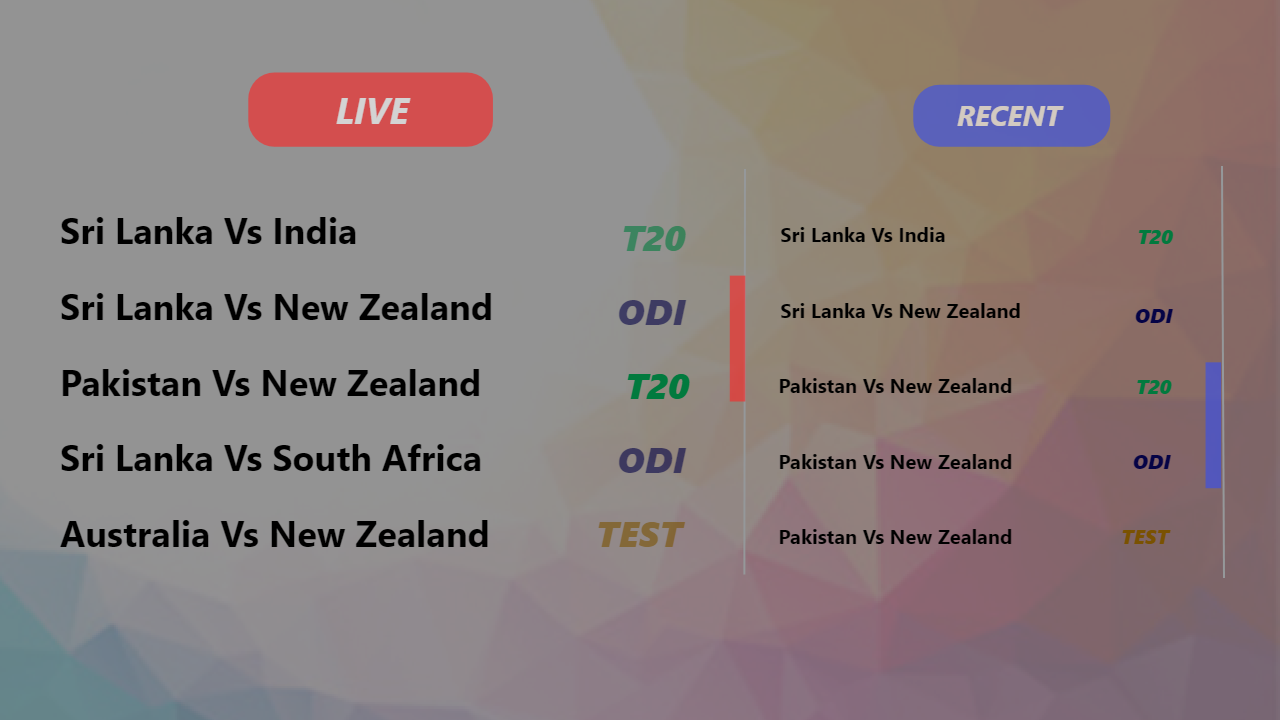 LIVE
Sri Lanka Vs India T20
Sri Lanka Vs New Zealand ODI
Pakistan Vs New Zealand T20
Sri Lanka Vs South Africa ODI
Australia Vs New Zealand TEST
RECENT
Sri Lanka Vs India T20
Sri Lanka Vs New Zealand ODI
Pakistan Vs New Zealand T20
Pakistan Vs New Zealand ODI
Pakistan Vs New Zealand TEST